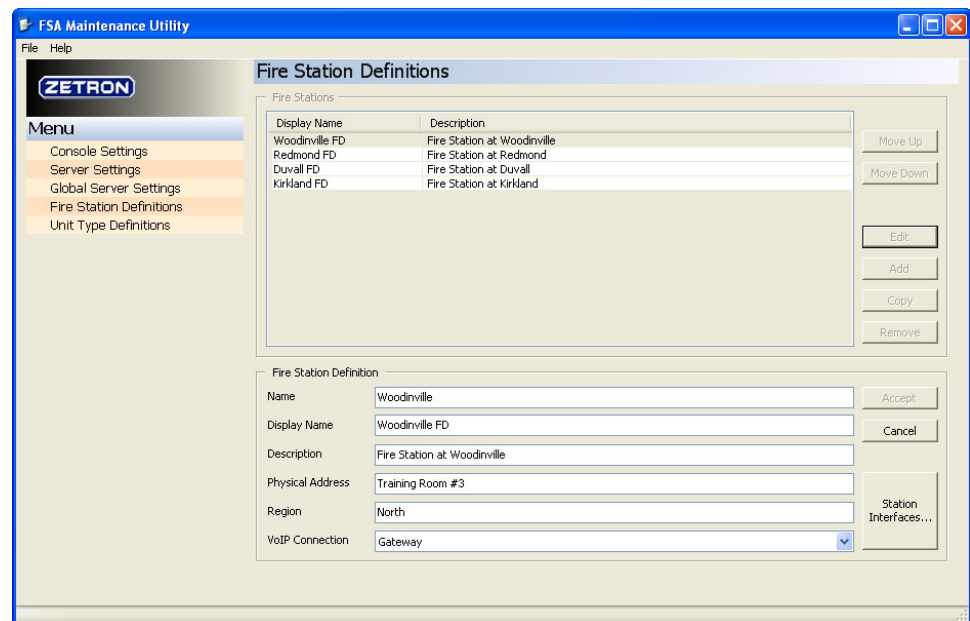 FSA Maintenance Utility
File Help
ZETRON
Menu
Console Settings
Server Settings
Global Server Settings
Fire Station Definitions
Unit Type Definitions
Fire Station Definitions
Fire Stations
Display Name Description
Woodinville FD Fire Station at Woodinville
Redmond FD Fire Station at Redmond
Duvall FD Fire Station at Duvall
Kirkland FD Fire Station at Kirkland
Move Up
Move Down
Edit
Add
Copy
Remove
Fire Station Definition
Name Woodinville
Display Name Woodinville FD
Description Fire Station at Woodinville
Physical Address Training Room #3
Region North
VoIP Connection Gateway
Accept
Cancel
Station
Interfaces...